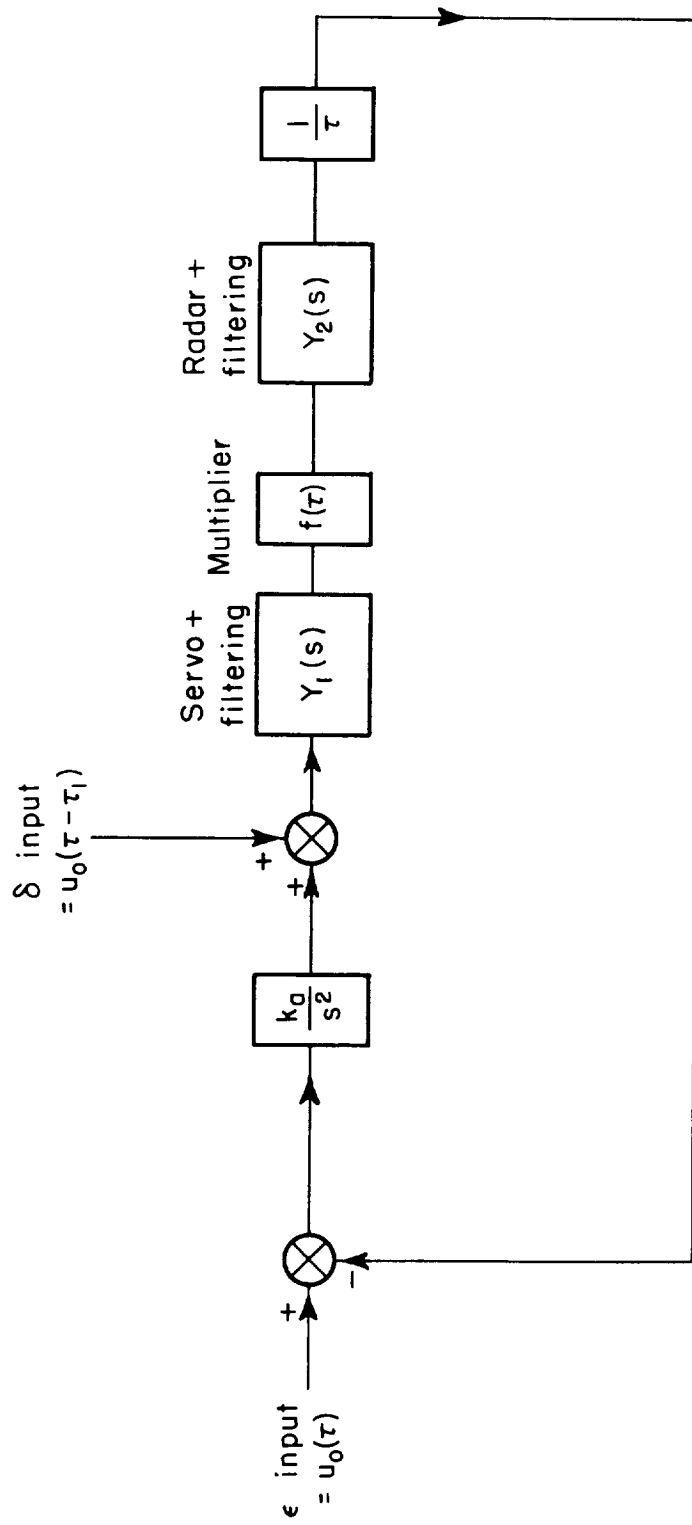 ϵ input
= u₀(τ)
+
−
kₐ
s²
δ input
= u₀(τ−τ₁)
+
+
Servo +
filtering
Y₁(s)
Multiplier
f(τ)
Radar +
filtering
Y₂(s)
1
τ